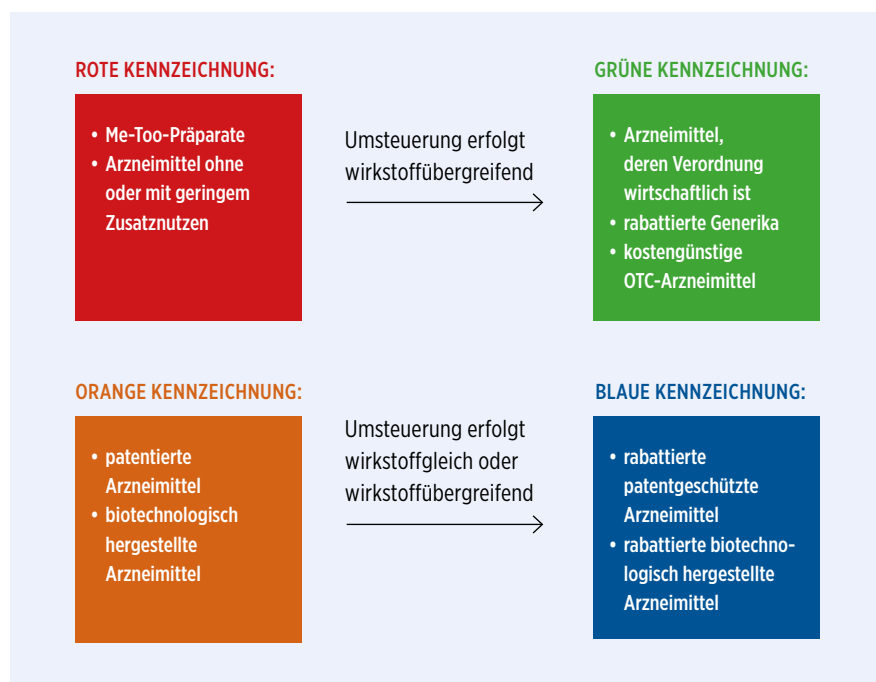 ROTE KENNZEICHNUNG:
• Me-Too-Präparate
• Arzneimittel ohne
oder mit geringem
Zusatznutzen
Umsteuerung erfolgt
wirkstoffübergreifend
GRÜNE KENNZEICHNUNG:
• Arzneimittel,
deren Verordnung
wirtschaftlich ist
• rabattierte Generika
• kostengünstige
OTC-Arzneimittel
ORANGE KENNZEICHNUNG:
• patentierte
Arzneimittel
• biotechnologisch
hergestellte
Arzneimittel
Umsteuerung erfolgt
wirkstoffgleich oder
wirkstoffübergreifend
BLAUE KENNZEICHNUNG:
• rabattierte
patentgeschützte
Arzneimittel
• rabattierte biotechno-
logisch hergestellte
Arzneimittel